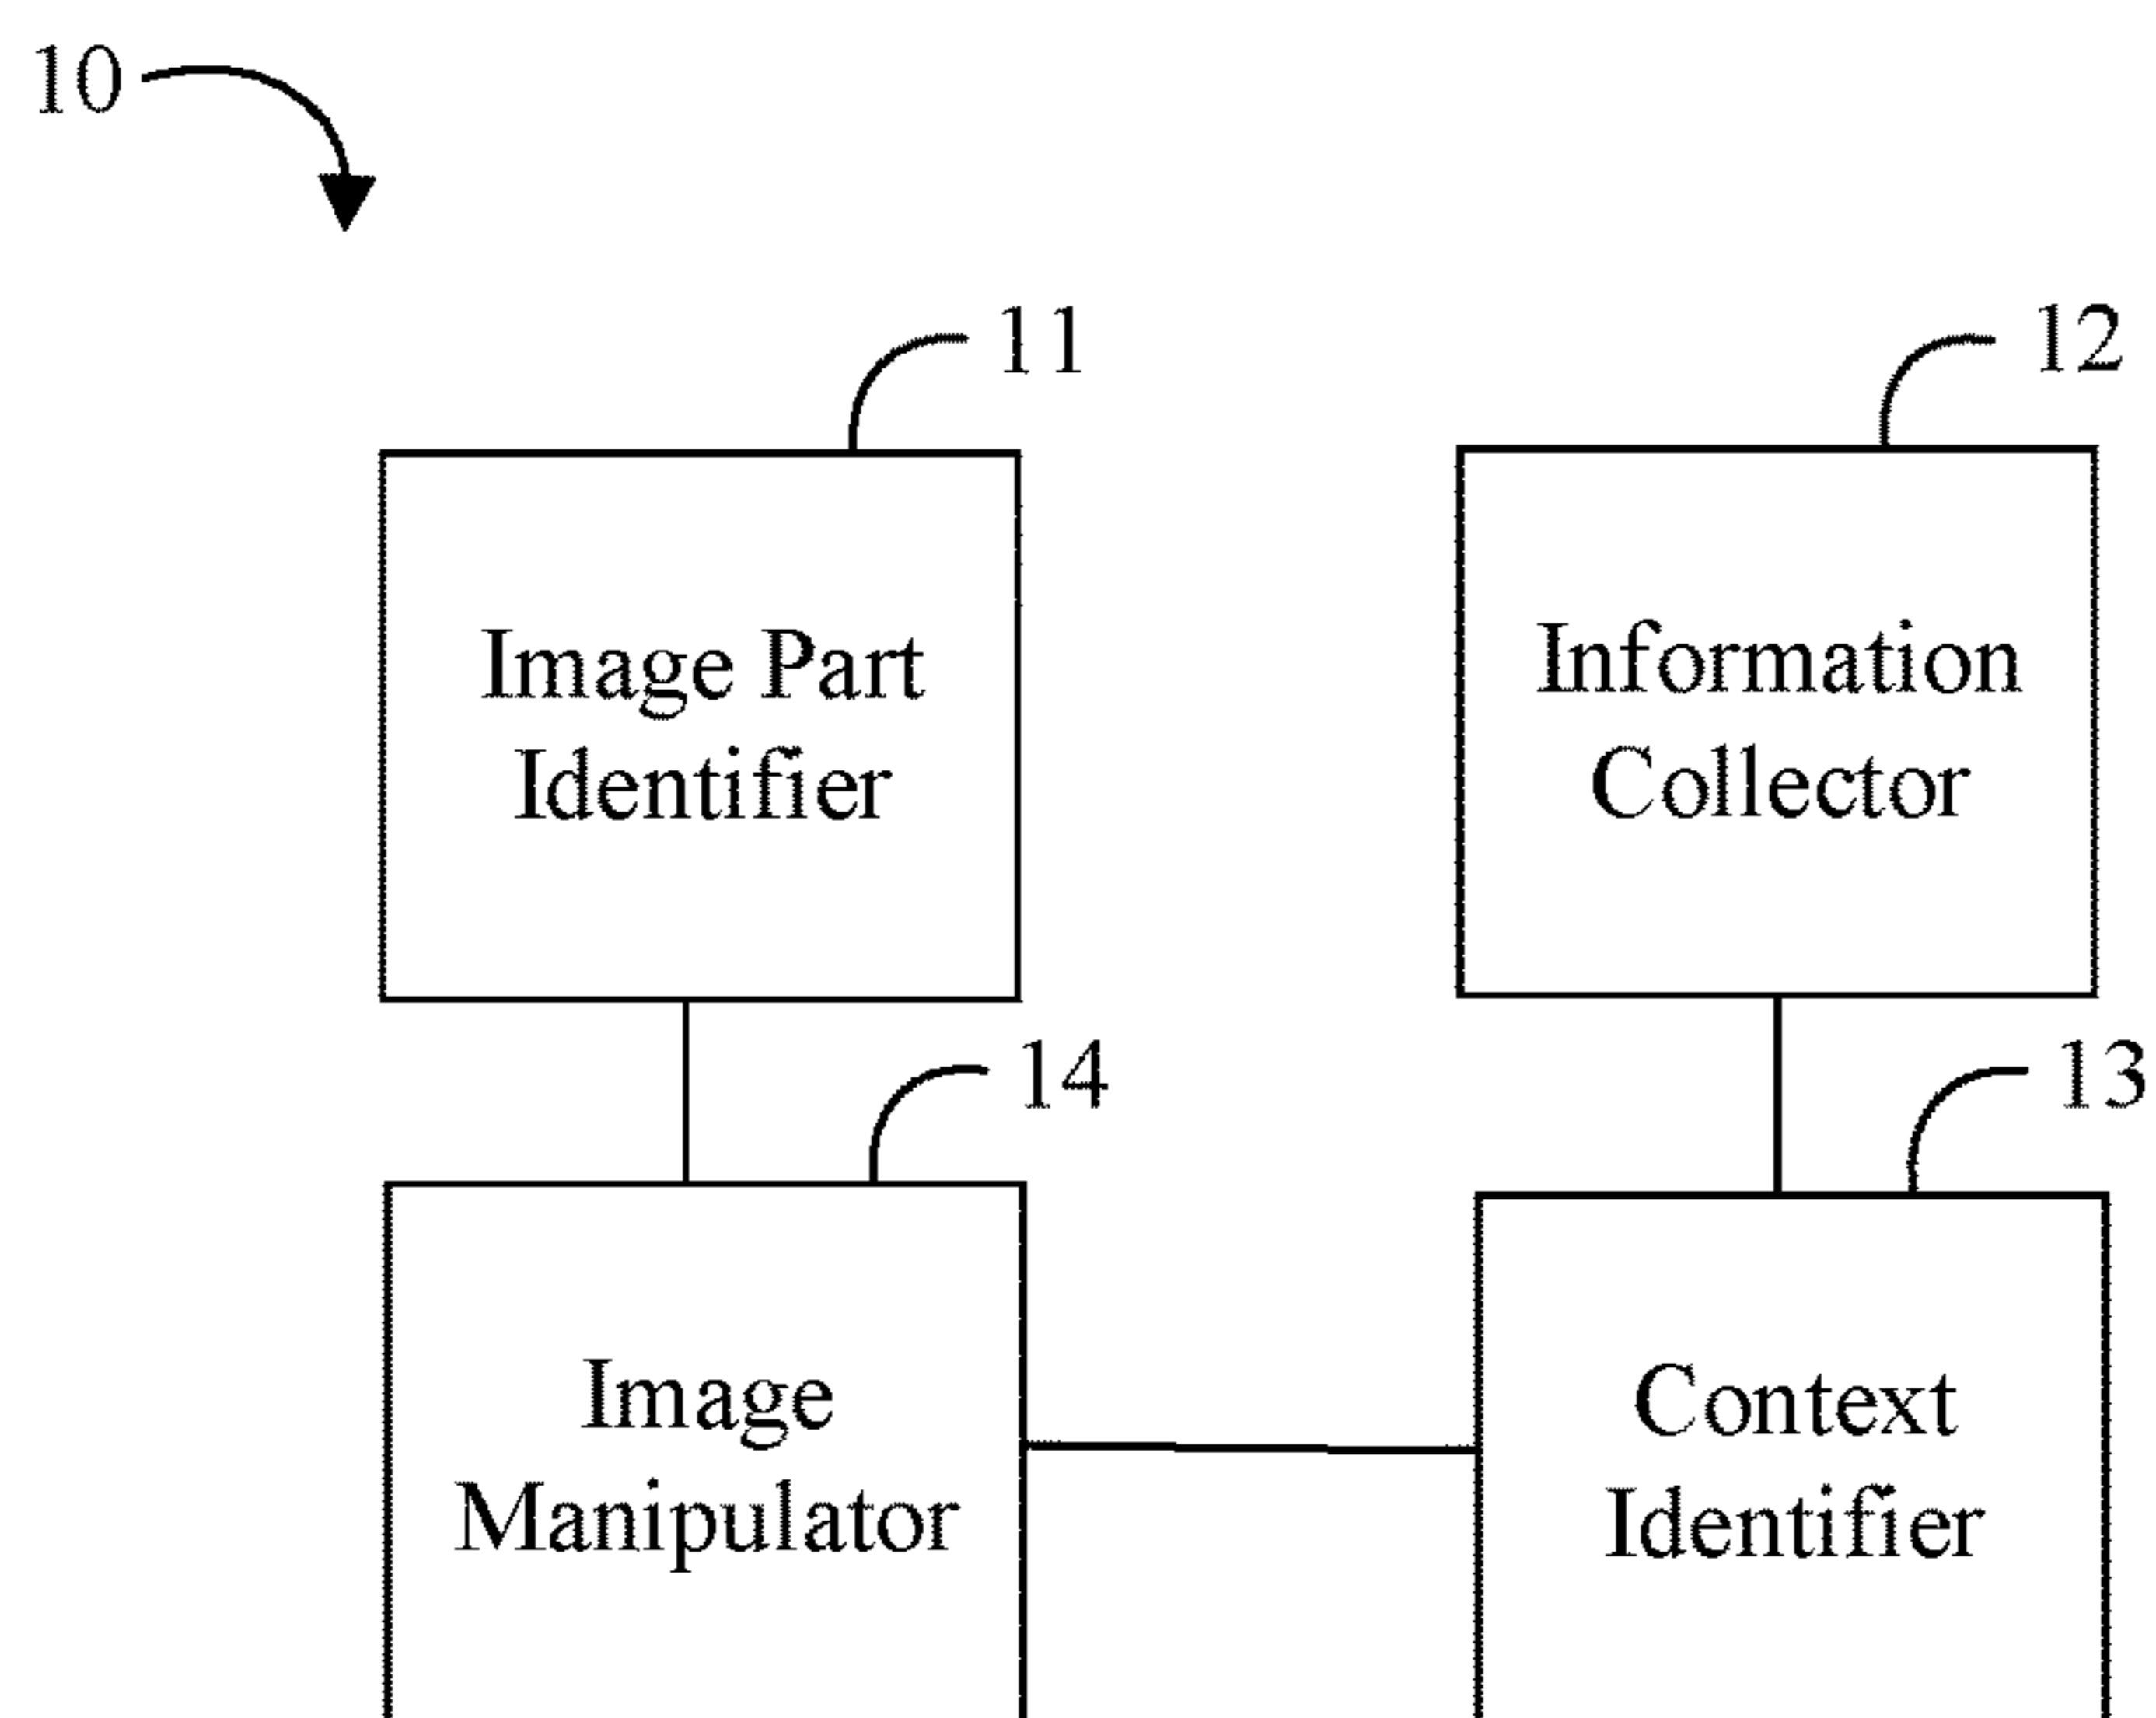 10
11
12
Image Part
Identifier
Information
Collector
14
13
Image
Manipulator
Context
Identifier